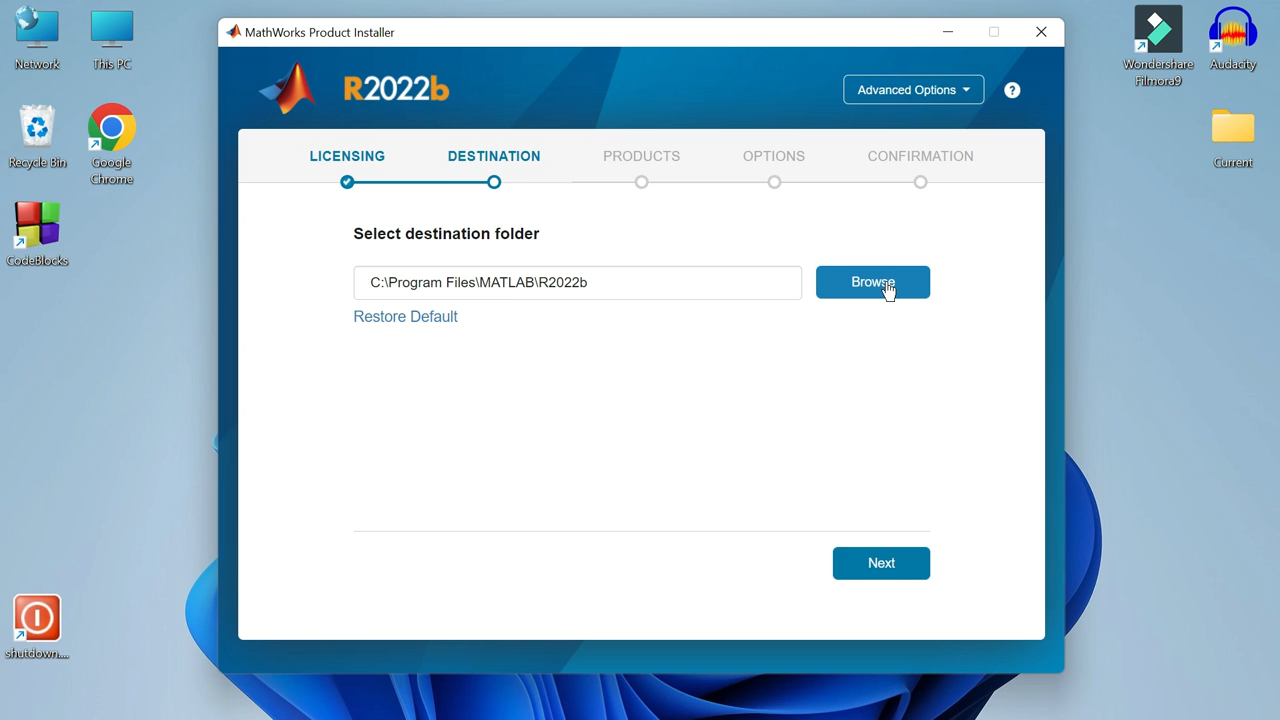 MathWorks Product Installer
R2022b
Advanced Options
?
LICENSING DESTINATION PRODUCTS OPTIONS CONFIRMATION
Select destination folder
C:\Program Files\MATLAB\R2022b
Browse
Restore Default
Next
Network
This PC
Recycle Bin
Google
Chrome
CodeBlocks
shutdown....
Wondershare
Filmora9
Audacity
Current